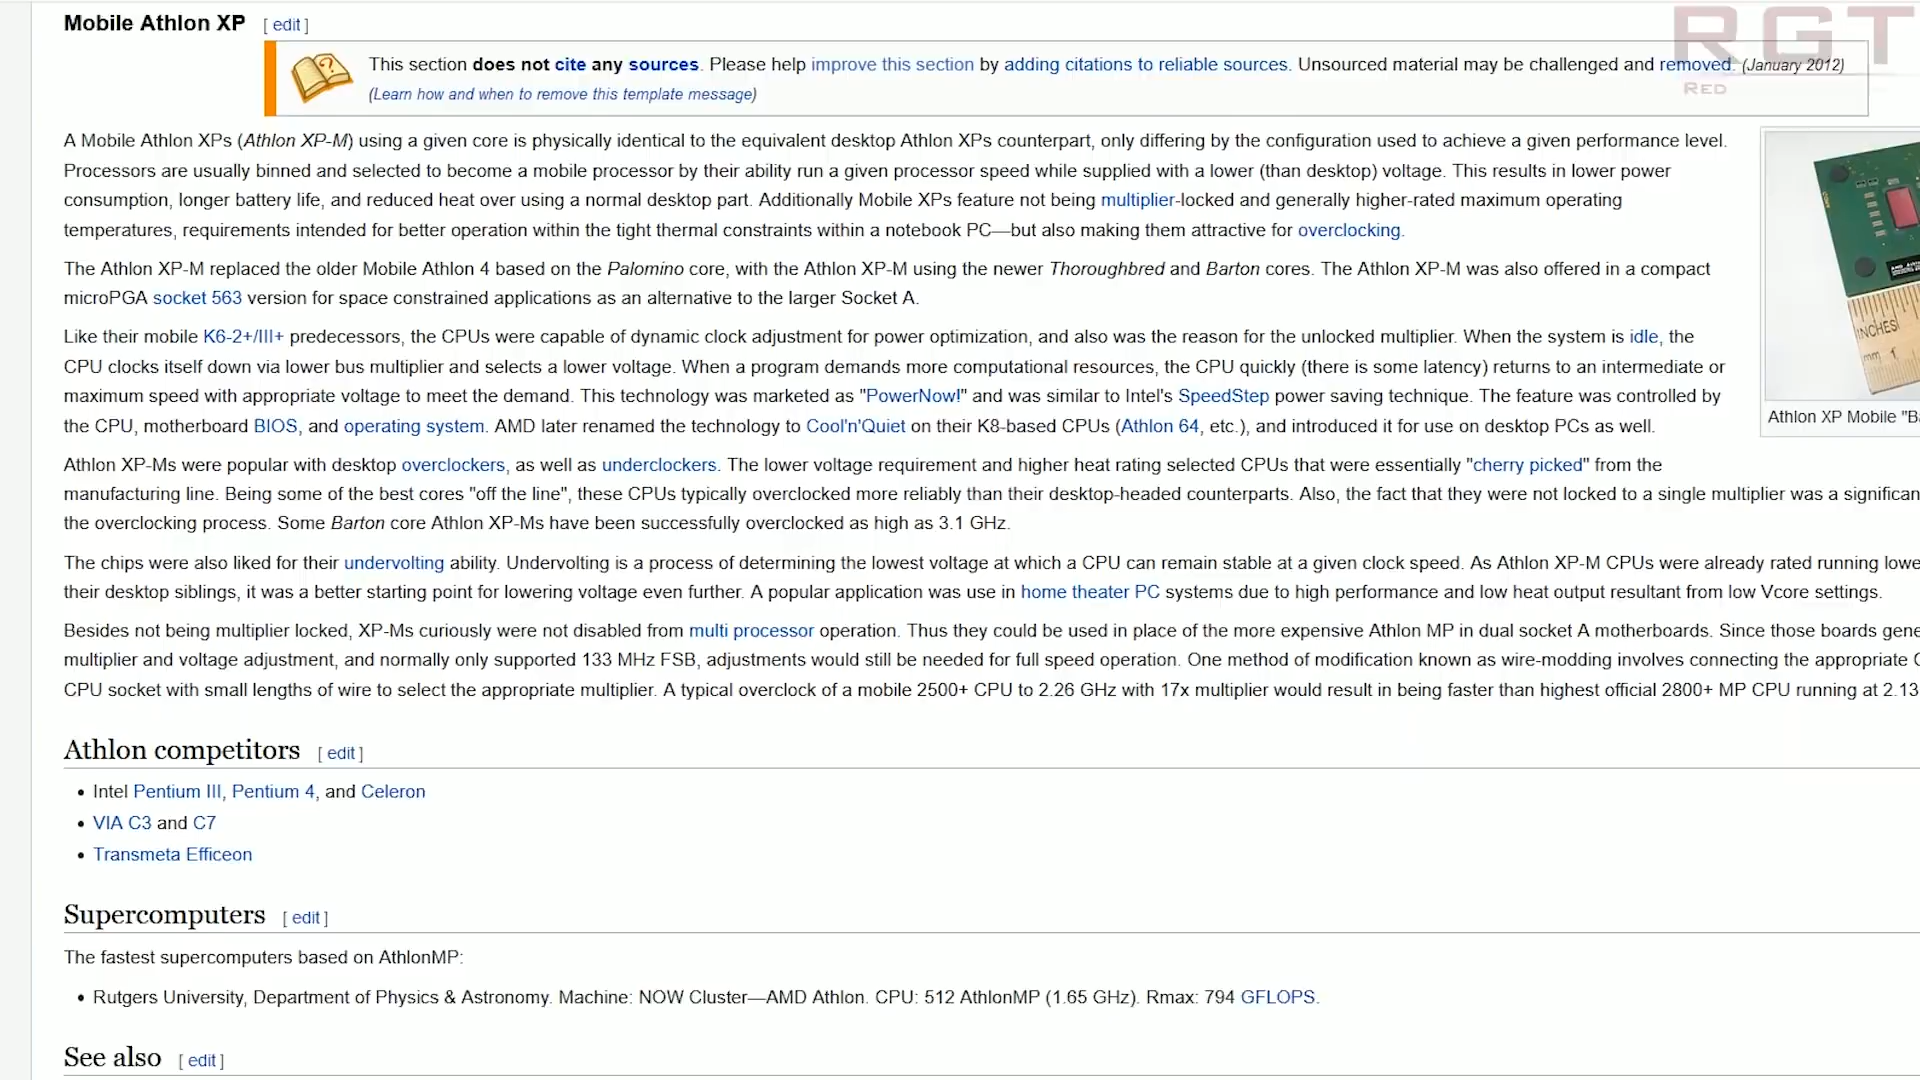 Mobile Athlon XP [ edit ]
RGT
RED
This section does not cite any sources. Please help improve this section by adding citations to reliable sources. Unsourced material may be challenged and removed. (January 2012)
(Learn how and when to remove this template message)
A Mobile Athlon XPs (Athlon XP-M) using a given core is physically identical to the equivalent desktop Athlon XPs counterpart, only differing by the configuration used to achieve a given performance level.
Processors are usually binned and selected to become a mobile processor by their ability run a given processor speed while supplied with a lower (than desktop) voltage. This results in lower power
consumption, longer battery life, and reduced heat over using a normal desktop part. Additionally Mobile XPs feature not being multiplier-locked and generally higher-rated maximum operating
temperatures, requirements intended for better operation within the tight thermal constraints within a notebook PC—but also making them attractive for overclocking.
The Athlon XP-M replaced the older Mobile Athlon 4 based on the Palomino core, with the Athlon XP-M using the newer Thoroughbred and Barton cores. The Athlon XP-M was also offered in a compact
microPGA socket 563 version for space constrained applications as an alternative to the larger Socket A.
INCHES
mm 1
Like their mobile K6-2+/III+ predecessors, the CPUs were capable of dynamic clock adjustment for power optimization, and also was the reason for the unlocked multiplier. When the system is idle, the
CPU clocks itself down via lower bus multiplier and selects a lower voltage. When a program demands more computational resources, the CPU quickly (there is some latency) returns to an intermediate or
maximum speed with appropriate voltage to meet the demand. This technology was marketed as "PowerNow!" and was similar to Intel's SpeedStep power saving technique. The feature was controlled by
the CPU, motherboard BIOS, and operating system. AMD later renamed the technology to Cool'n'Quiet on their K8-based CPUs (Athlon 64, etc.), and introduced it for use on desktop PCs as well.
Athlon XP Mobile "Ba
Athlon XP-Ms were popular with desktop overclockers, as well as underclockers. The lower voltage requirement and higher heat rating selected CPUs that were essentially "cherry picked" from the
manufacturing line. Being some of the best cores "off the line", these CPUs typically overclocked more reliably than their desktop-headed counterparts. Also, the fact that they were not locked to a single multiplier was a significan
the overclocking process. Some Barton core Athlon XP-Ms have been successfully overclocked as high as 3.1 GHz.
The chips were also liked for their undervolting ability. Undervolting is a process of determining the lowest voltage at which a CPU can remain stable at a given clock speed. As Athlon XP-M CPUs were already rated running lowe
their desktop siblings, it was a better starting point for lowering voltage even further. A popular application was use in home theater PC systems due to high performance and low heat output resultant from low Vcore settings.
Besides not being multiplier locked, XP-Ms curiously were not disabled from multi processor operation. Thus they could be used in place of the more expensive Athlon MP in dual socket A motherboards. Since those boards gene
multiplier and voltage adjustment, and normally only supported 133 MHz FSB, adjustments would still be needed for full speed operation. One method of modification known as wire-modding involves connecting the appropriate C
CPU socket with small lengths of wire to select the appropriate multiplier. A typical overclock of a mobile 2500+ CPU to 2.26 GHz with 17x multiplier would result in being faster than highest official 2800+ MP CPU running at 2.13
Athlon competitors [ edit ]
• Intel Pentium III, Pentium 4, and Celeron
• VIA C3 and C7
• Transmeta Efficeon
Supercomputers [ edit ]
The fastest supercomputers based on AthlonMP:
• Rutgers University, Department of Physics & Astronomy. Machine: NOW Cluster—AMD Athlon. CPU: 512 AthlonMP (1.65 GHz). Rmax: 794 GFLOPS.
See also [ edit ]